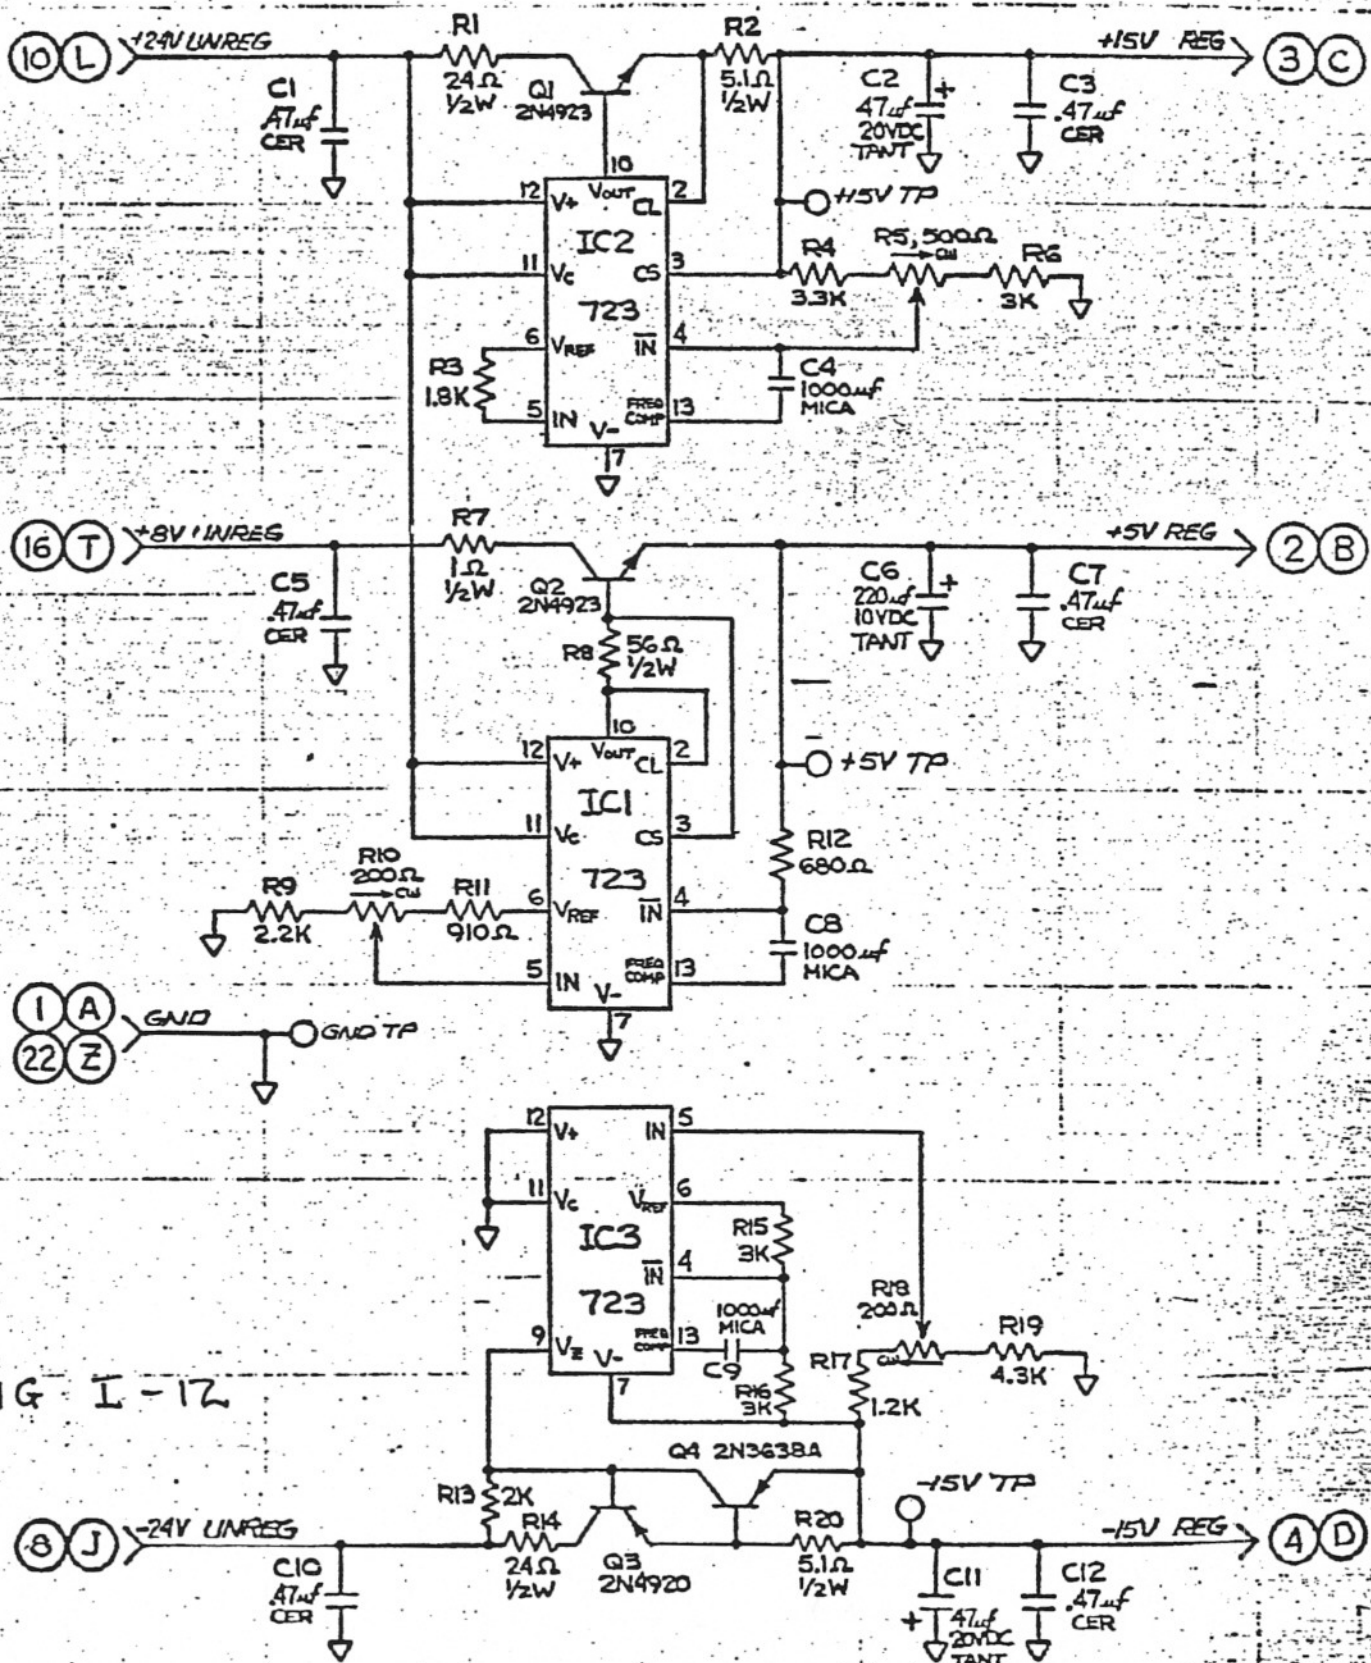 10 L +24V UNREG
R1
24Ω
1/2W
Q1
2N4923
R2
5.1Ω
1/2W
+15V REG 3 C
C1
.47uf
CER
C2
47uf
20VDC
TANT
+
C3
.47uf
CER
10
12 V+ VOUT CL 2
IC2
+15V TP
11 VC CS 3
R4
3.3K
R5, 500Ω
CW
R6
3K
723
6 VREF IN 4
R3
1.8K
C4
1000uf
MICA
5 IN FREQ COMP 13
V-
7
16 T +8V UNREG
R7
1Ω
1/2W
Q2
2N4923
+5V REG 2 B
C5
.47uf
CER
C6
220uf
10VDC
TANT
+
C7
.47uf
CER
R8
56Ω
1/2W
10
12 V+ VOUT CL 2
+5V TP
IC1
11 VC CS 3
R12
680Ω
723
R9
2.2K
R10
200Ω
CW
R11
910Ω
6 VREF IN 4
C8
1000uf
MICA
5 IN FREQ COMP 13
V-
7
1 A GND
GND TP
22 Z
12 V+ IN 5
11 VC VREF 6
IC3
R15
3K
IN 4
723
1000uf
MICA
C9
R18
200Ω
CW
R19
4.3K
9 VZ V- FREQ COMP 13
7
R16
3K
R17
1.2K
G I-12
Q4 2N3638A
R13 2K
-15V TP
8 J -24V UNREG
R14
24Ω
1/2W
Q3
2N4920
R20
5.1Ω
1/2W
-15V REG 4 D
C10
.47uf
CER
C11
47uf
20VDC
TANT
+
C12
.47uf
CER